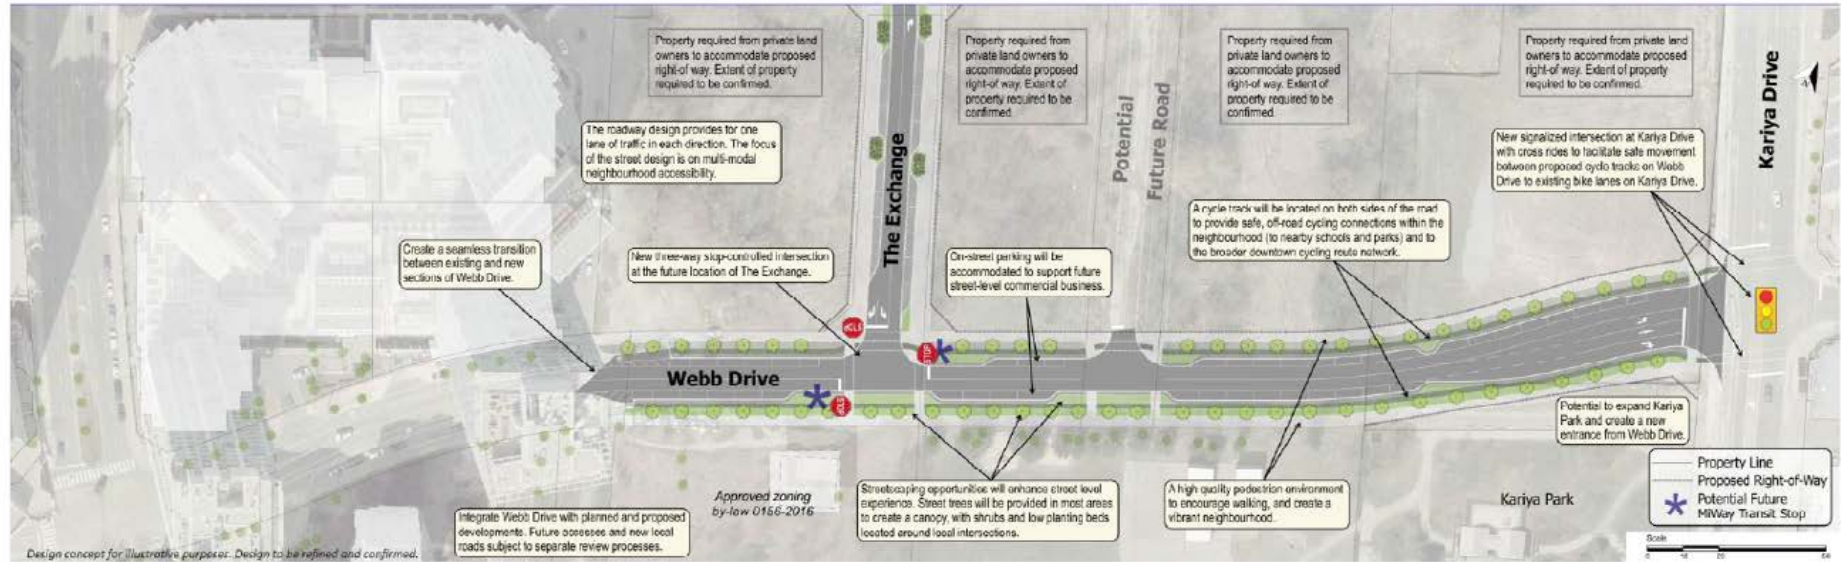 Property required from private land
owners to accommodate proposed
right-of way. Extent of property
required to be confirmed.
Property required from
private land owners to
accommodate proposed
right-of way. Extent of
property required to be
confirmed.
Property required from
private land owners to
accommodate proposed
right-of way. Extent of
property required to be
confirmed.
Property required from private land
owners to accommodate proposed
right-of way. Extent of property
required to be confirmed.
The roadway design provides for one
lane of traffic in each direction. The focus
of the street design is on multi-modal
neighbourhood accessibility.
The Exchange
Potential
Future Road
New signalized intersection at Kariya Drive
with cross rides to facilitate safe movement
between proposed cycle tracks on Webb
Drive to existing bike lanes on Kariya Drive.
Kariya Drive
Create a seamless transition
between existing and new
sections of Webb Drive.
New three-way stop-controlled intersection
at the future location of The Exchange.
On-street parking will be
accommodated to support future
street-level commercial business.
A cycle track will be located on both sides of the road
to provide safe, off-road cycling connections within the
neighbourhood (to nearby schools and parks) and to
the broader downtown cycling route network.
STOP
STOP
STOP
Webb Drive
Potential to expand Kariya
Park and create a new
entrance from Webb Drive.
Approved zoning
by-law 0156-2016
Integrate Webb Drive with planned and proposed
developments. Future accesses and new local
roads subject to separate review processes.
Streetscaping opportunities will enhance street level
experience. Street trees will be provided in most areas
to create a canopy, with shrubs and low planting beds
located around local intersections.
A high quality pedestrian environment
to encourage walking, and create a
vibrant neighbourhood.
Kariya Park
Property Line
Proposed Right-of-Way
Potential Future
MiWay Transit Stop
Scale
Design concept for illustrative purposes. Design to be refined and confirmed.